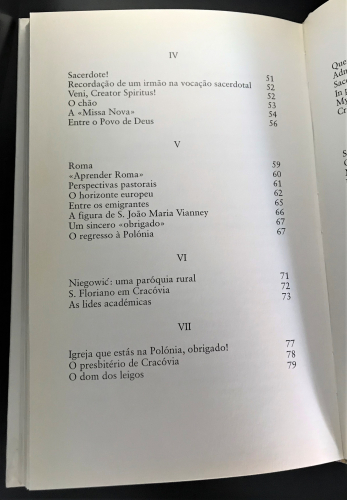 IV
Sacerdote! 51
Recordação de um irmão na vocação sacerdotal 52
Veni, Creator Spiritus! 52
O chão 53
A «Missa Nova» 54
Entre o Povo de Deus 56
V
Roma 59
«Aprender Roma» 60
Perspectivas pastorais 61
O horizonte europeu 62
Entre os emigrantes 65
A figura de S. João Maria Vianney 66
Um sincero «obrigado» 67
O regresso à Polónia 67
VI
Niegowić: uma paróquia rural 71
S. Floriano em Cracóvia 72
As lides académicas 73
VII
Igreja que estás na Polónia, obrigado! 77
O presbitério de Cracóvia 78
O dom dos leigos 79